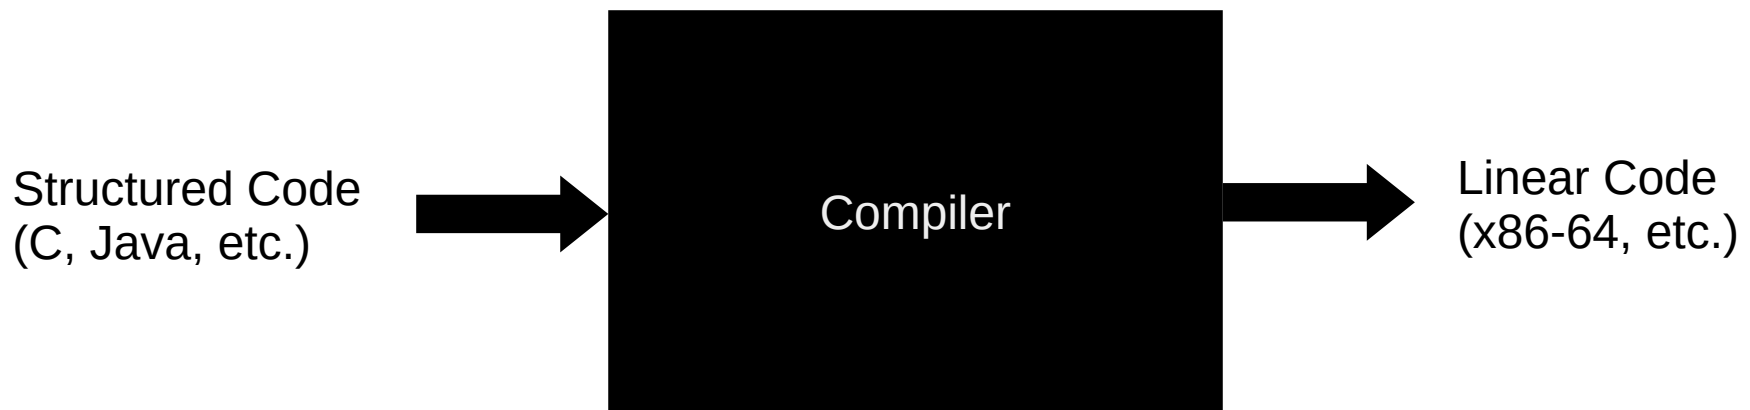 Structured Code
(C, Java, etc.)
Compiler
Linear Code
(x86-64, etc.)